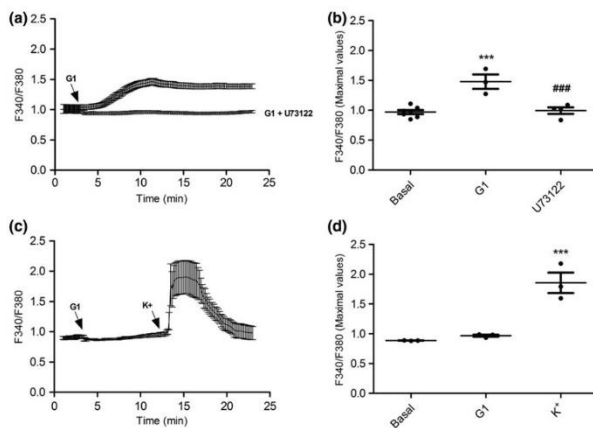 (a)
2.5
2.0
1.5
1.0
0.5
0.0
F340/F380
G1
G1 + U73122
0 5 10 15 20 25
Time (min)
(b)
2.5
2.0
1.5
1.0
0.5
0.0
F340/F380 (Maximal values)
***
###
Basal
G1
U73122
(c)
2.5
2.0
1.5
1.0
0.5
0.0
F340/F380
G1
K+
0 5 10 15 20 25
Time (min)
(d)
2.5
2.0
1.5
1.0
0.5
0.0
F340/F380 (Maximal values)
***
Basal
G1
K+